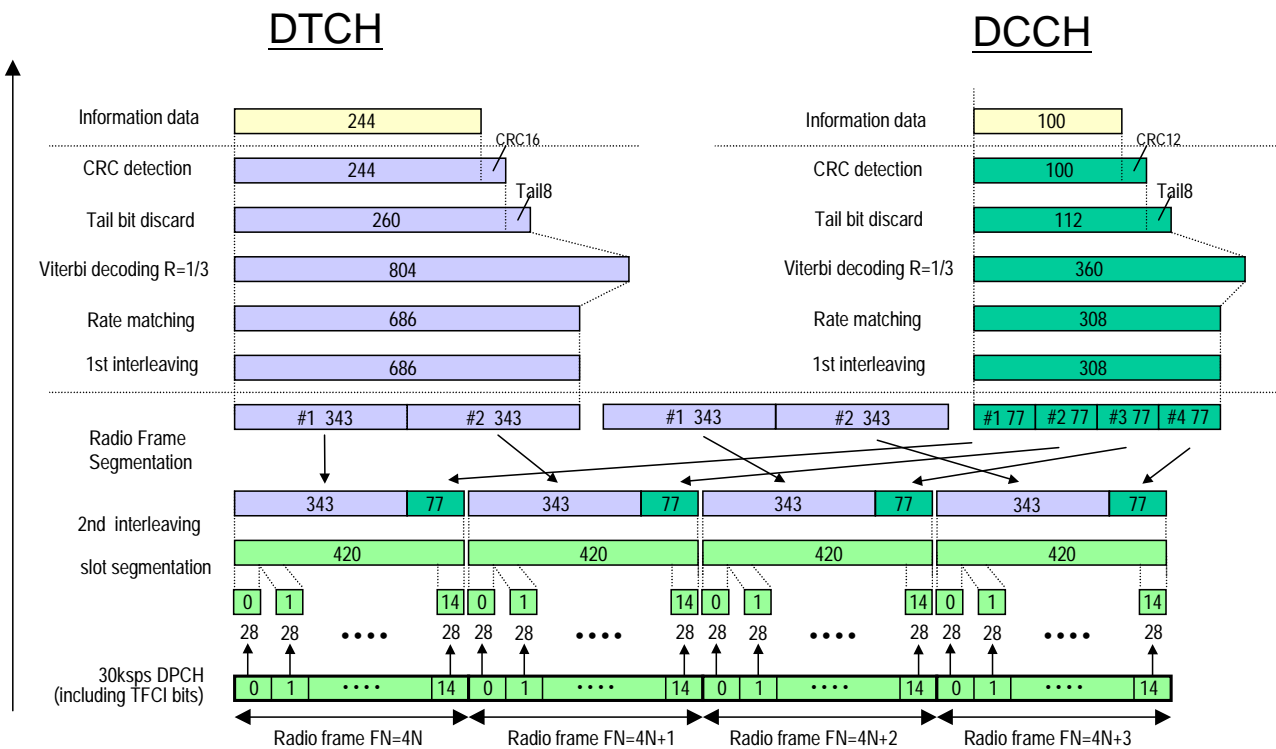 DTCH DCCH
Information data 244 Information data 100
CRC16 CRC12
CRC detection 244 CRC detection 100
Tail8 Tail8
Tail bit discard 260 Tail bit discard 112
Viterbi decoding R=1/3 804 Viterbi decoding R=1/3 360
Rate matching 686 Rate matching 308
1st interleaving 686 1st interleaving 308
#1 343 #2 343 #1 343 #2 343 #1 77 #2 77 #3 77 #4 77
Radio Frame
Segmentation
343 77 343 77 343 77 343 77
2nd interleaving
420 420 420 420
slot segmentation
0 1 14 0 1 14 0 1 14 0 1 14
28 28 •••• 28 28 28 •••• 28 28 28 •••• 28 28 28 •••• 28
30ksps DPCH
(including TFCI bits)
0 1 •••• 14 0 1 •••• 14 0 1 •••• 14 0 1 •••• 14
Radio frame FN=4N Radio frame FN=4N+1 Radio frame FN=4N+2 Radio frame FN=4N+3